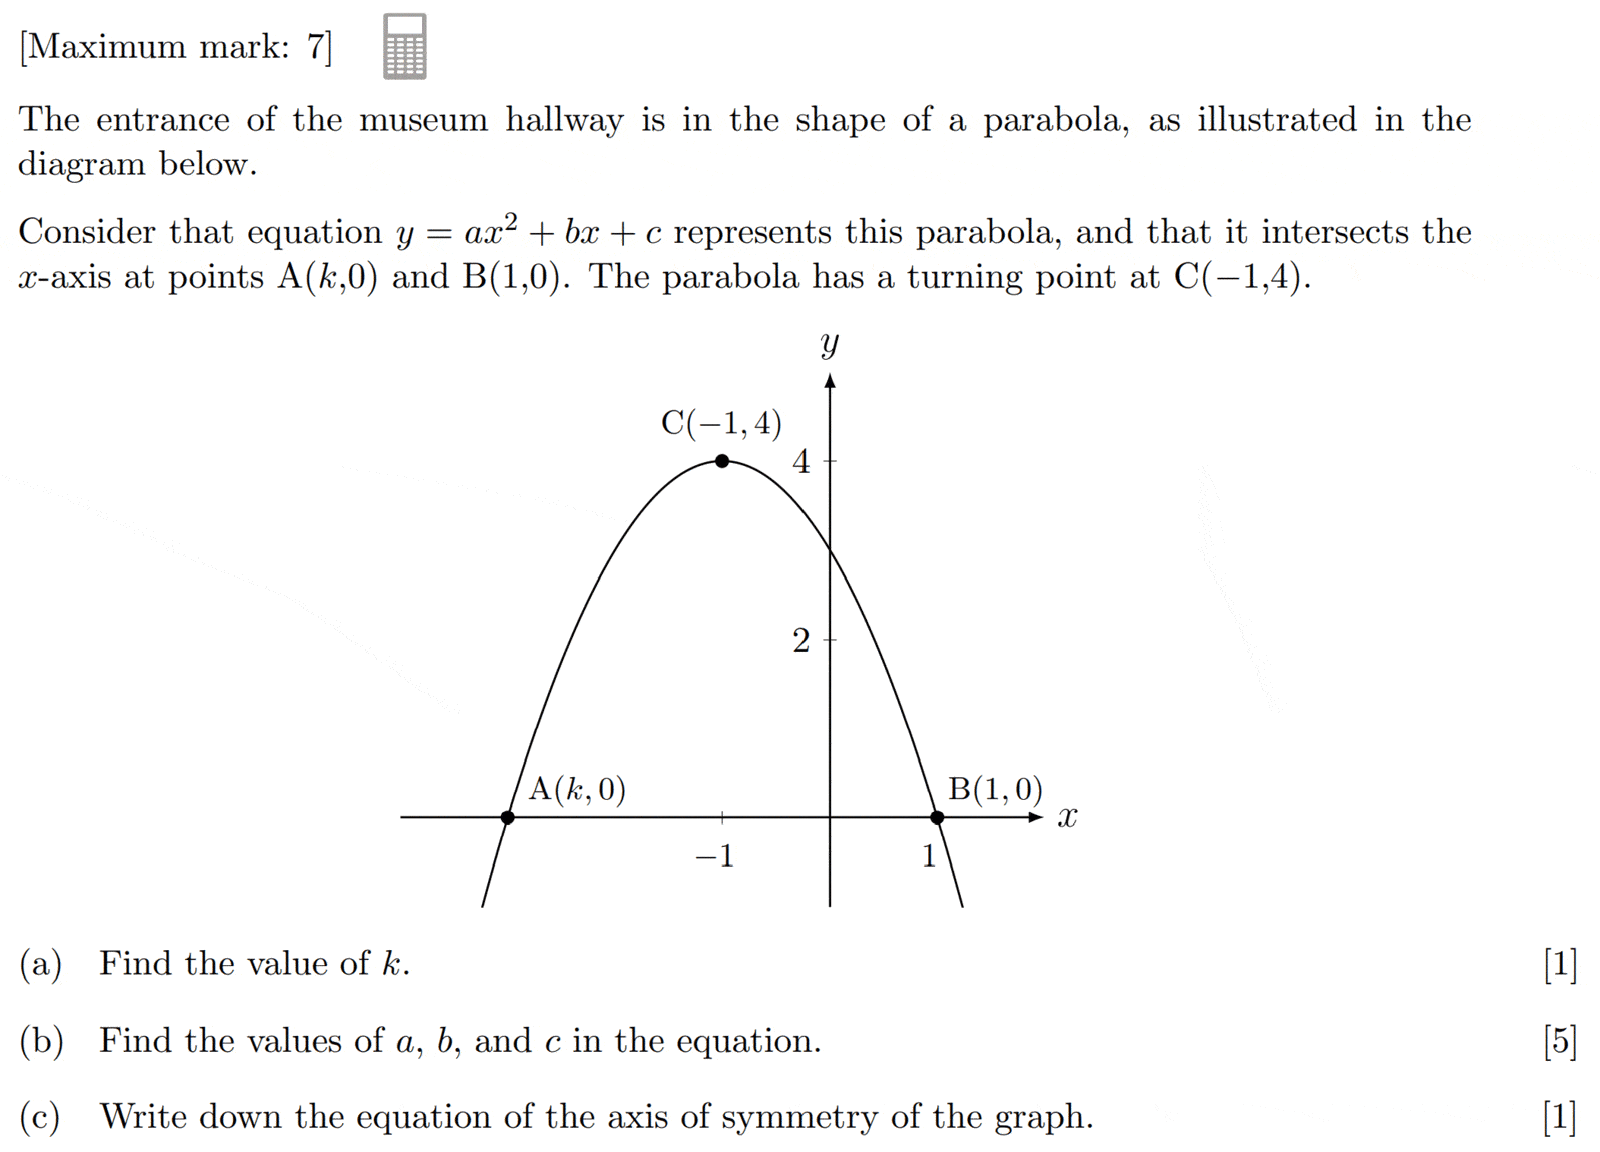 [Maximum mark: 7]
The entrance of the museum hallway is in the shape of a parabola, as illustrated in the
diagram below.
Consider that equation y = ax² + bx + c represents this parabola, and that it intersects the
x-axis at points A(k,0) and B(1,0). The parabola has a turning point at C(−1,4).
y
C(−1, 4)
4
2
A(k, 0)
B(1, 0)
x
−1
1
(a) Find the value of k. [1]
(b) Find the values of a, b, and c in the equation. [5]
(c) Write down the equation of the axis of symmetry of the graph. [1]